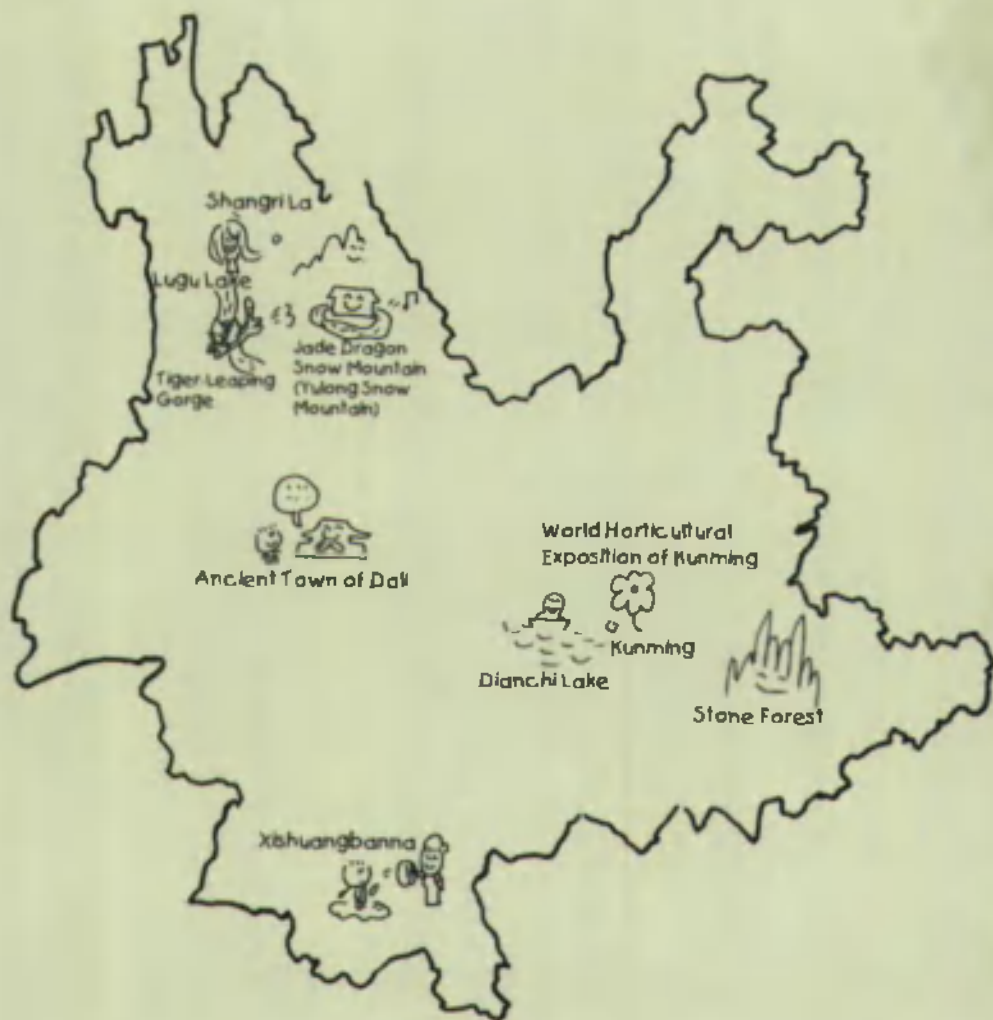 Shangri La
Lugu Lake
Tiger Leaping
Gorge
Jade Dragon
Snow Mountain
(Yulong Snow
Mountain)
Ancient Town of Dali
World Horticultural
Exposition of Kunming
Kunming
Dianchi Lake
Stone Forest
Xishuangbanna